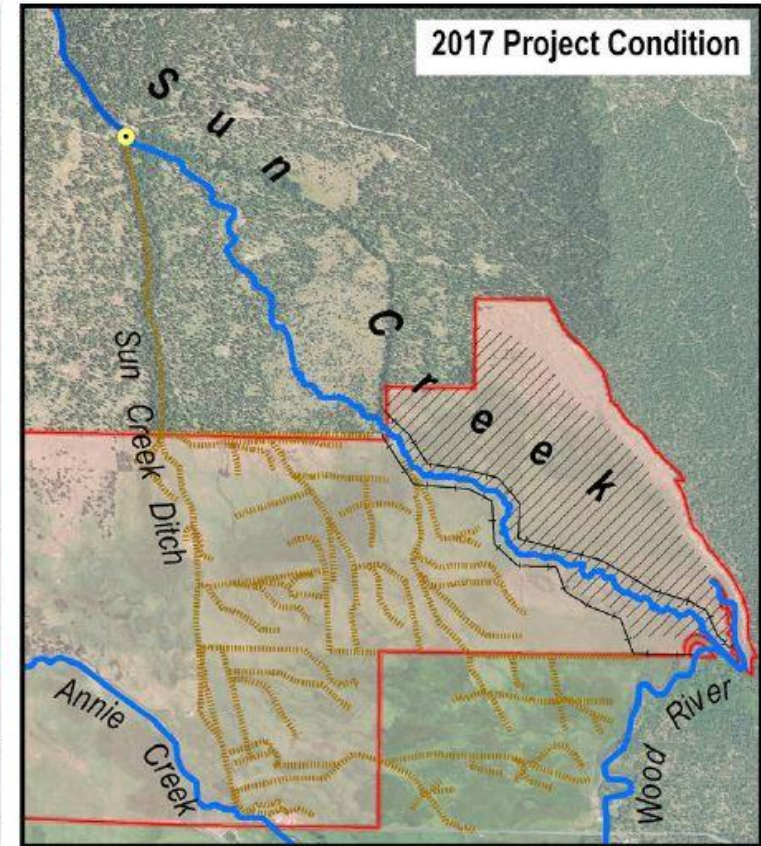 2017 Project Condition
Sun Creek
Sun Creek Ditch
Annie Creek
Wood River